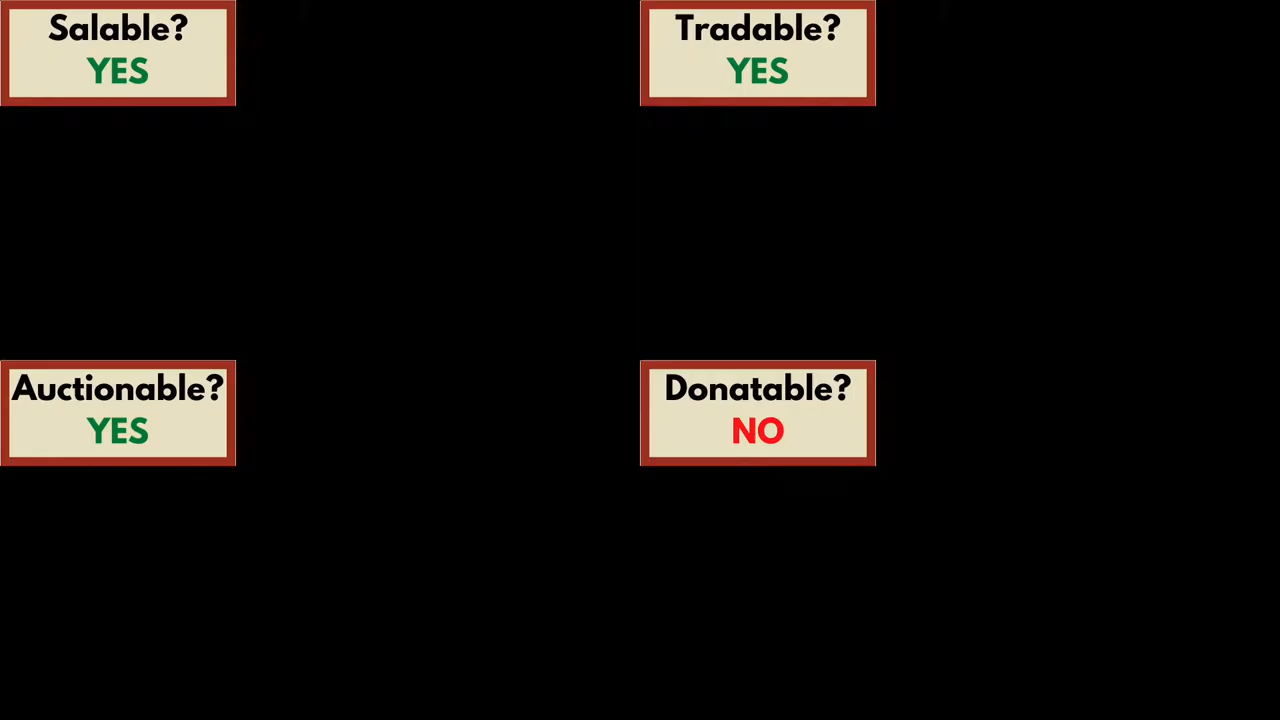 Salable?
YES
Tradable?
YES
Auctionable?
YES
Donatable?
NO